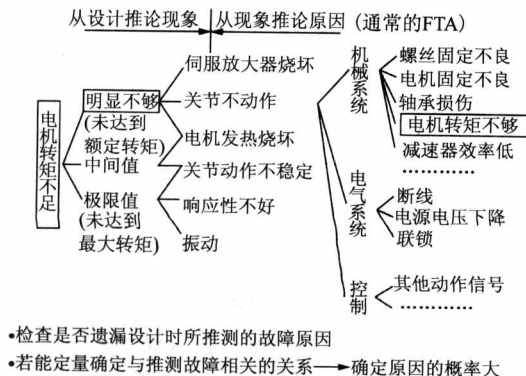 从设计推论现象 从现象推论原因 (通常的FTA)
电机转矩不足
明显不够
(未达到
额定转矩)
中间值
极限值
(未达到
最大转矩)
伺服放大器烧坏
关节不动作
电机发热烧坏
关节动作不稳定
响应性不好
振动
机械系统
螺丝固定不良
电机固定不良
轴承损伤
电机转矩不够
减速器效率低
…………
电气系统
断线
电源电压下降
联锁
控制
其他动作信号
…………
•检查是否遗漏设计时所推测的故障原因
•若能定量确定与推测故障相关的关系→确定原因的概率大